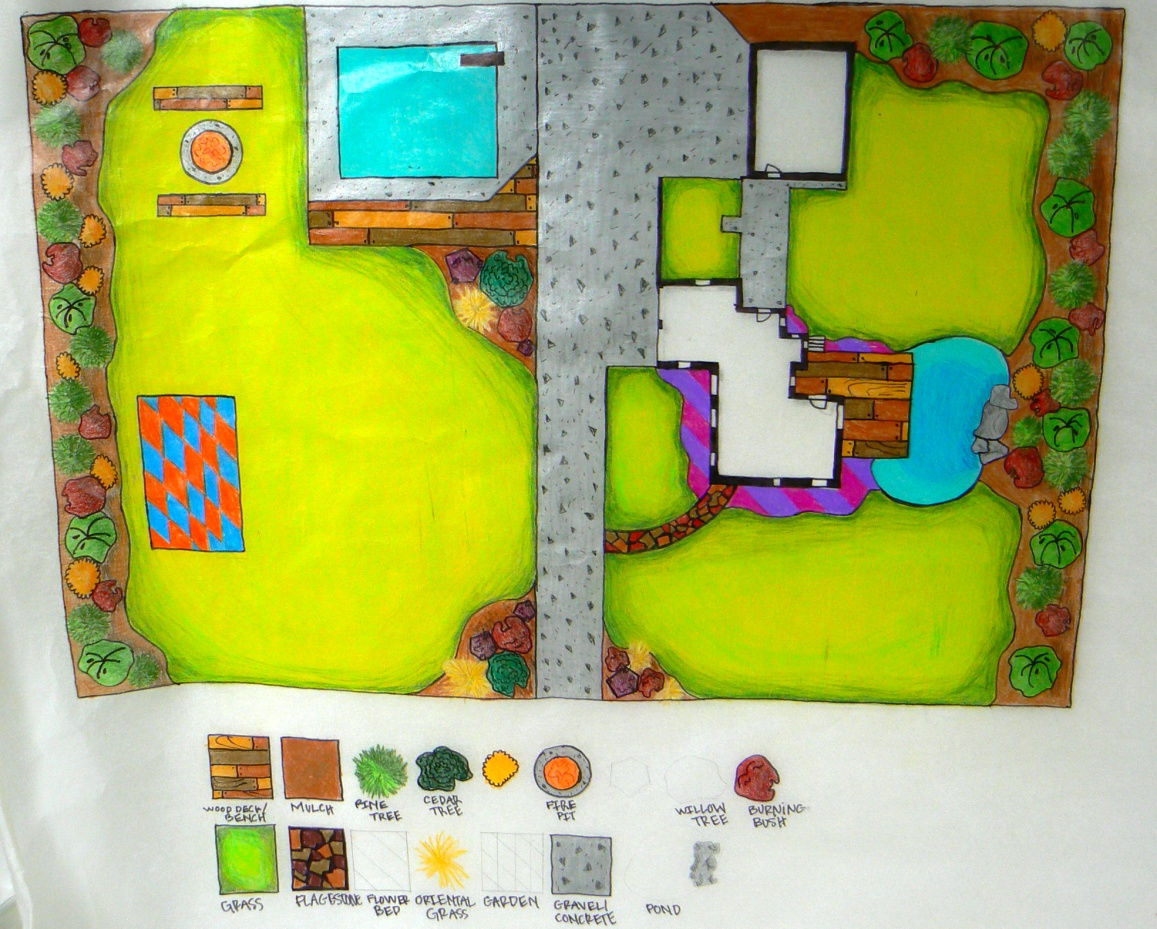 WOOD DECK/
BENCH
MULCH
PINE
TREE
CEDAR
TREE
FIRE
PIT
WILLOW
TREE
BURNING
BUSH
GRASS
FLAGSTONE
FLOWER
BED
ORIENTAL
GRASS
GARDEN
GRAVEL/
CONCRETE
POND